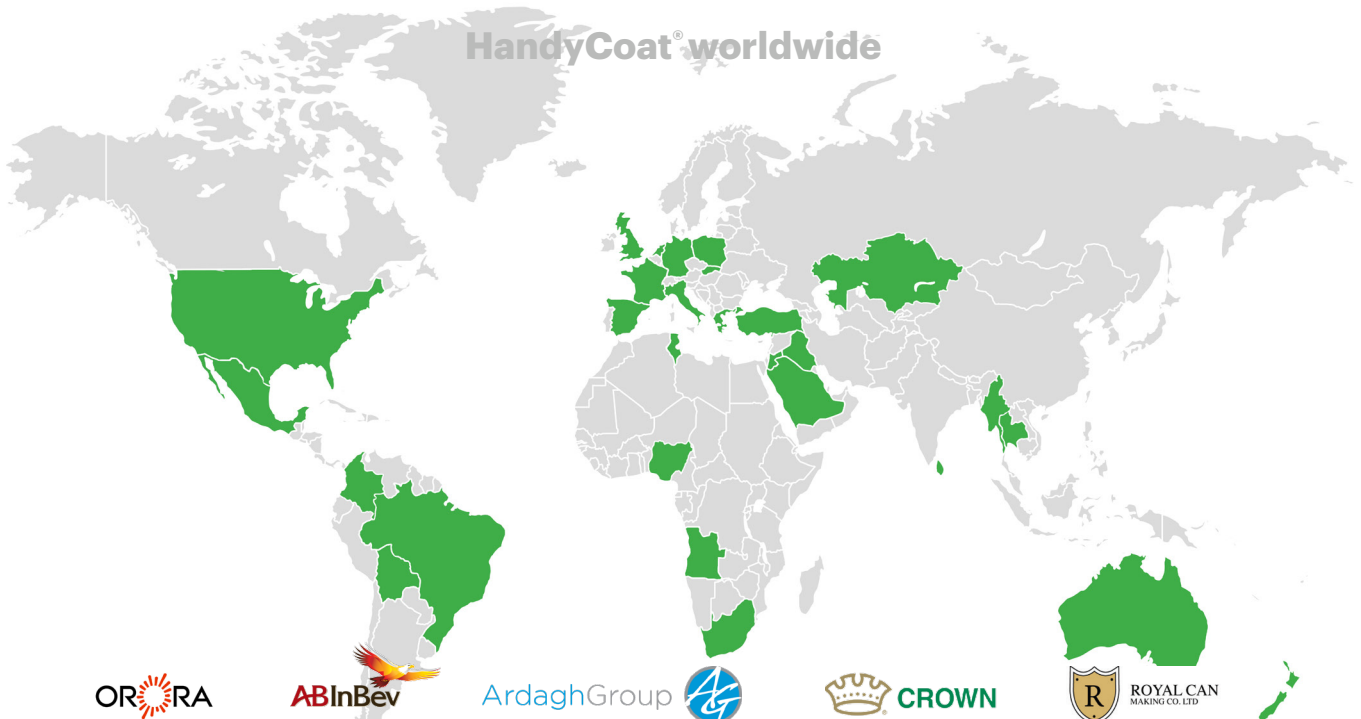 HandyCoat® worldwide
ORORA
ABInBev
ArdaghGroup AG
CROWN®
R ROYAL CAN
MAKING CO. LTD